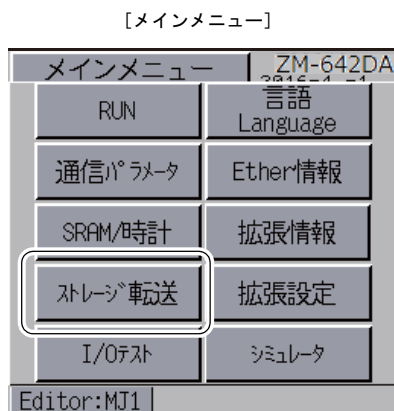 [メインメニュー]
メインメニュー
ZM-642DA
RUN
言語
Language
通信ﾊﾟﾗﾒｰﾀ
Ether情報
SRAM/時計
拡張情報
ｽﾄﾚｰｼﾞ転送
拡張設定
I/Oﾃｽﾄ
ｼﾐｭﾚｰﾀ
Editor:MJ1